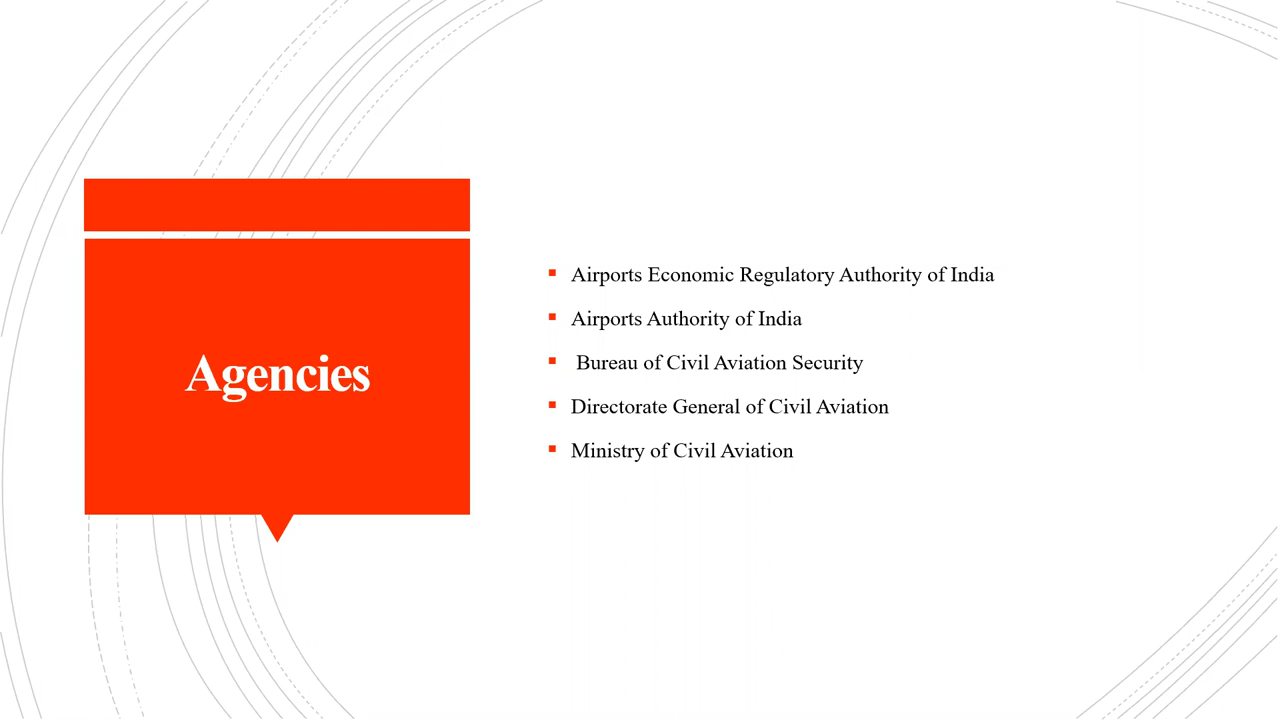 Agencies
Airports Economic Regulatory Authority of India
Airports Authority of India
Bureau of Civil Aviation Security
Directorate General of Civil Aviation
Ministry of Civil Aviation